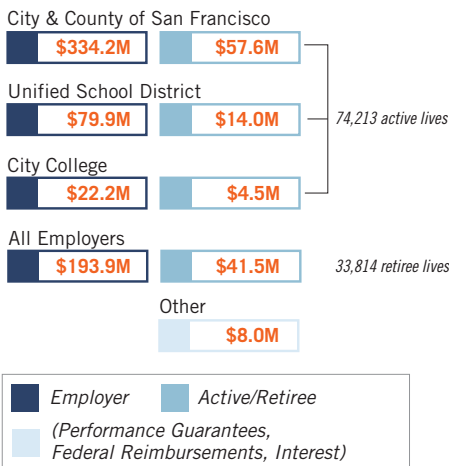 City & County of San Francisco
$334.2M $57.6M
Unified School District
$79.9M $14.0M 74,213 active lives
City College
$22.2M $4.5M
All Employers
$193.9M $41.5M 33,814 retiree lives
Other
$8.0M
Employer Active/Retiree
(Performance Guarantees,
Federal Reimbursements, Interest)